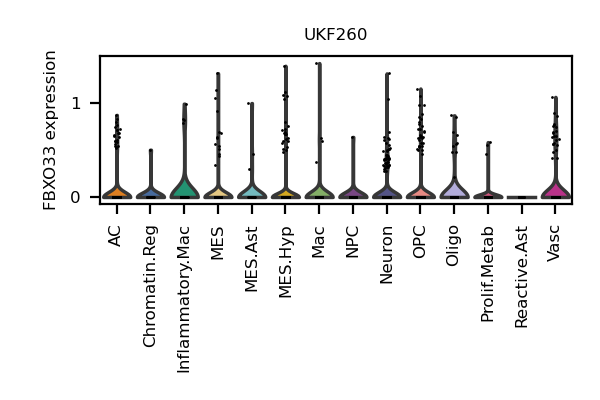 UKF260
FBXO33 expression
1
0
AC
Chromatin.Reg
Inflammatory.Mac
MES
MES.Ast
MES.Hyp
Mac
NPC
Neuron
OPC
Oligo
Prolif.Metab
Reactive.Ast
Vasc